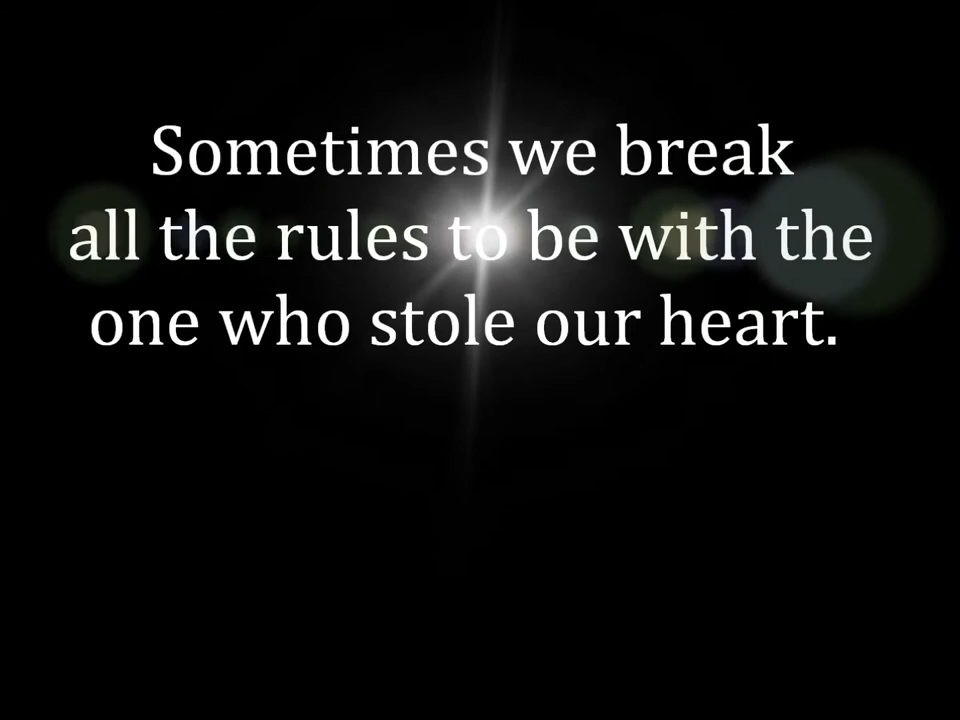 Sometimes we break
all the rules to be with the
one who stole our heart.